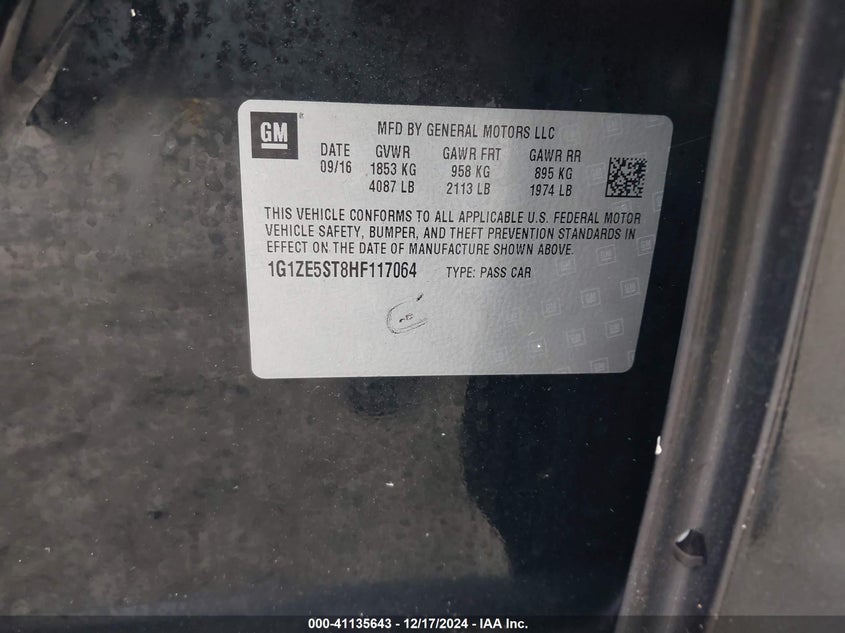 GM
MFD BY GENERAL MOTORS LLC
DATE GVWR GAWR FRT GAWR RR
09/16 1853 KG 958 KG 895 KG
4087 LB 2113 LB 1974 LB
THIS VEHICLE CONFORMS TO ALL APPLICABLE U.S. FEDERAL MOTOR
VEHICLE SAFETY, BUMPER, AND THEFT PREVENTION STANDARDS IN
EFFECT ON THE DATE OF MANUFACTURE SHOWN ABOVE.
1G1ZE5ST8HF117064 TYPE: PASS CAR
000-41135643 - 12/17/2024 - IAA Inc.